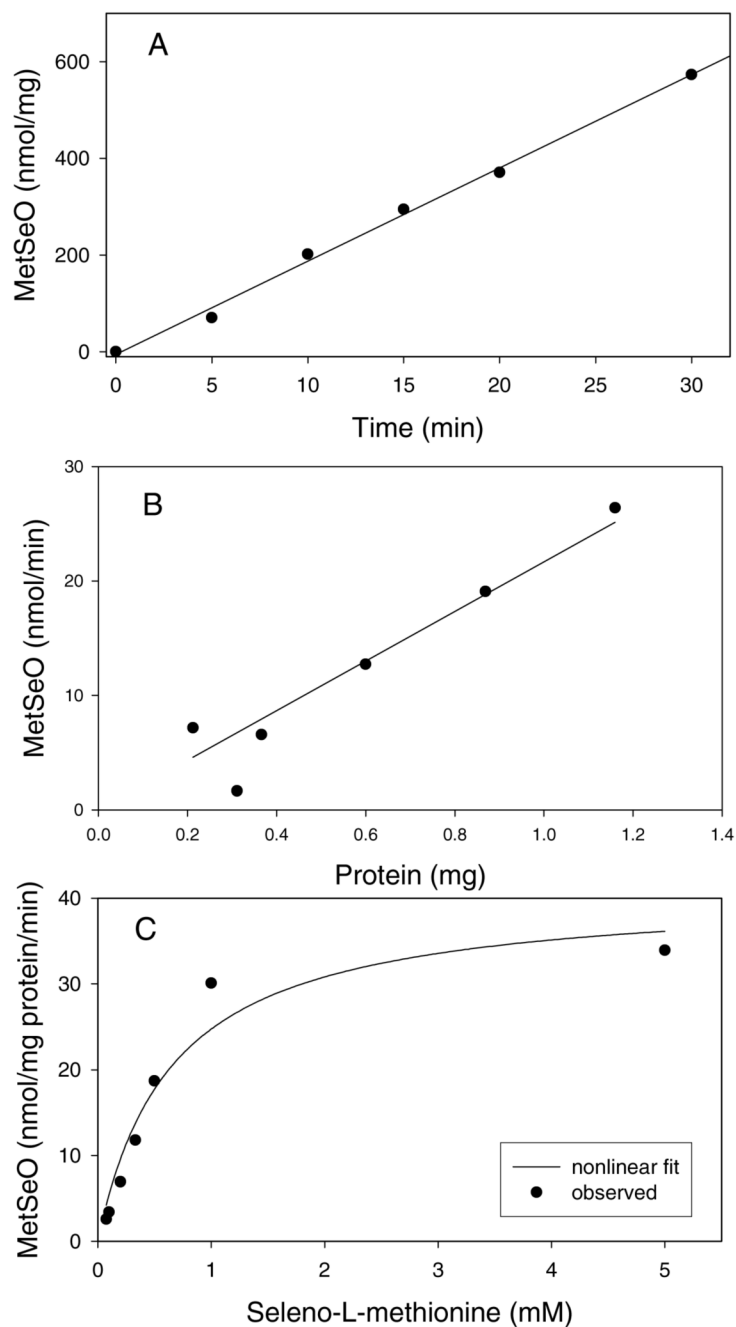 A
MetSeO (nmol/mg)
600
400
200
0
0 5 10 15 20 25 30
Time (min)
B
MetSeO (nmol/min)
30
20
10
0
0.0 0.2 0.4 0.6 0.8 1.0 1.2 1.4
Protein (mg)
C
MetSeO (nmol/mg protein/min)
40
30
20
10
0
nonlinear fit
observed
0 1 2 3 4 5
Seleno-L-methionine (mM)